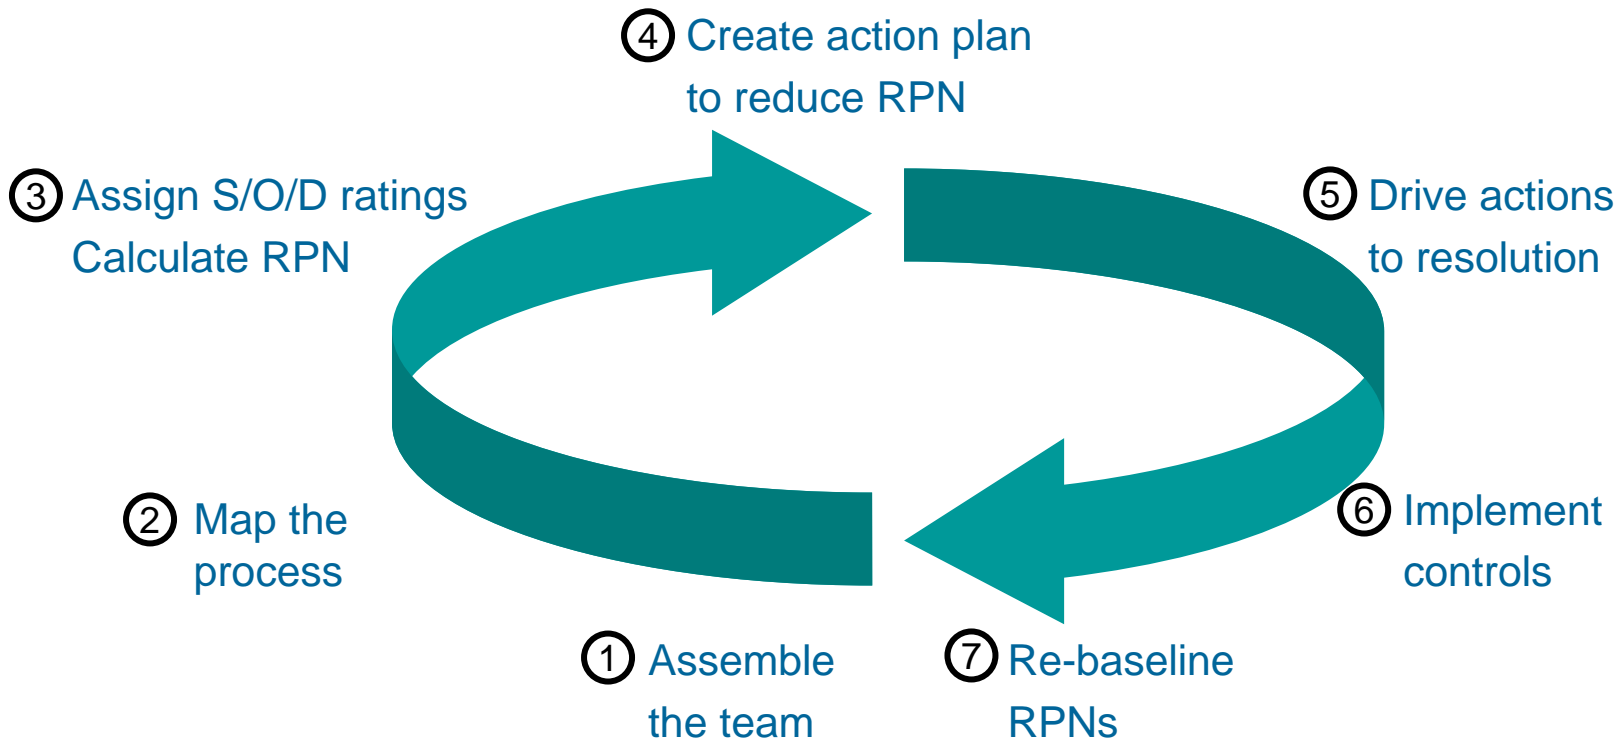 4 Create action plan
to reduce RPN
3 Assign S/O/D ratings
Calculate RPN
5 Drive actions
to resolution
2 Map the
process
6 Implement
controls
1 Assemble
the team
7 Re-baseline
RPNs